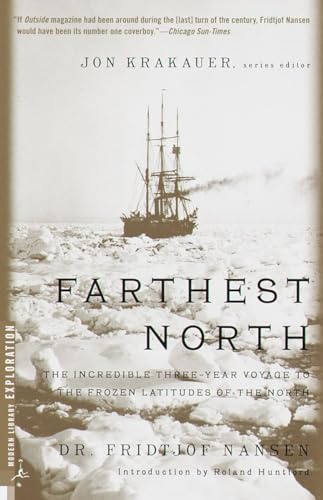 "If Outside magazine had been around during the [last] turn of the century, Fridtjof Nansen
would have been its number one coverboy."—Chicago Sun-Times
JON KRAKAUER, series editor
FARTHEST
NORTH
THE INCREDIBLE THREE-YEAR VOYAGE TO
THE FROZEN LATITUDES OF THE NORTH
DR. FRIDTJOF NANSEN
Introduction by Roland Huntford
MODERN LIBRARY EXPLORATION